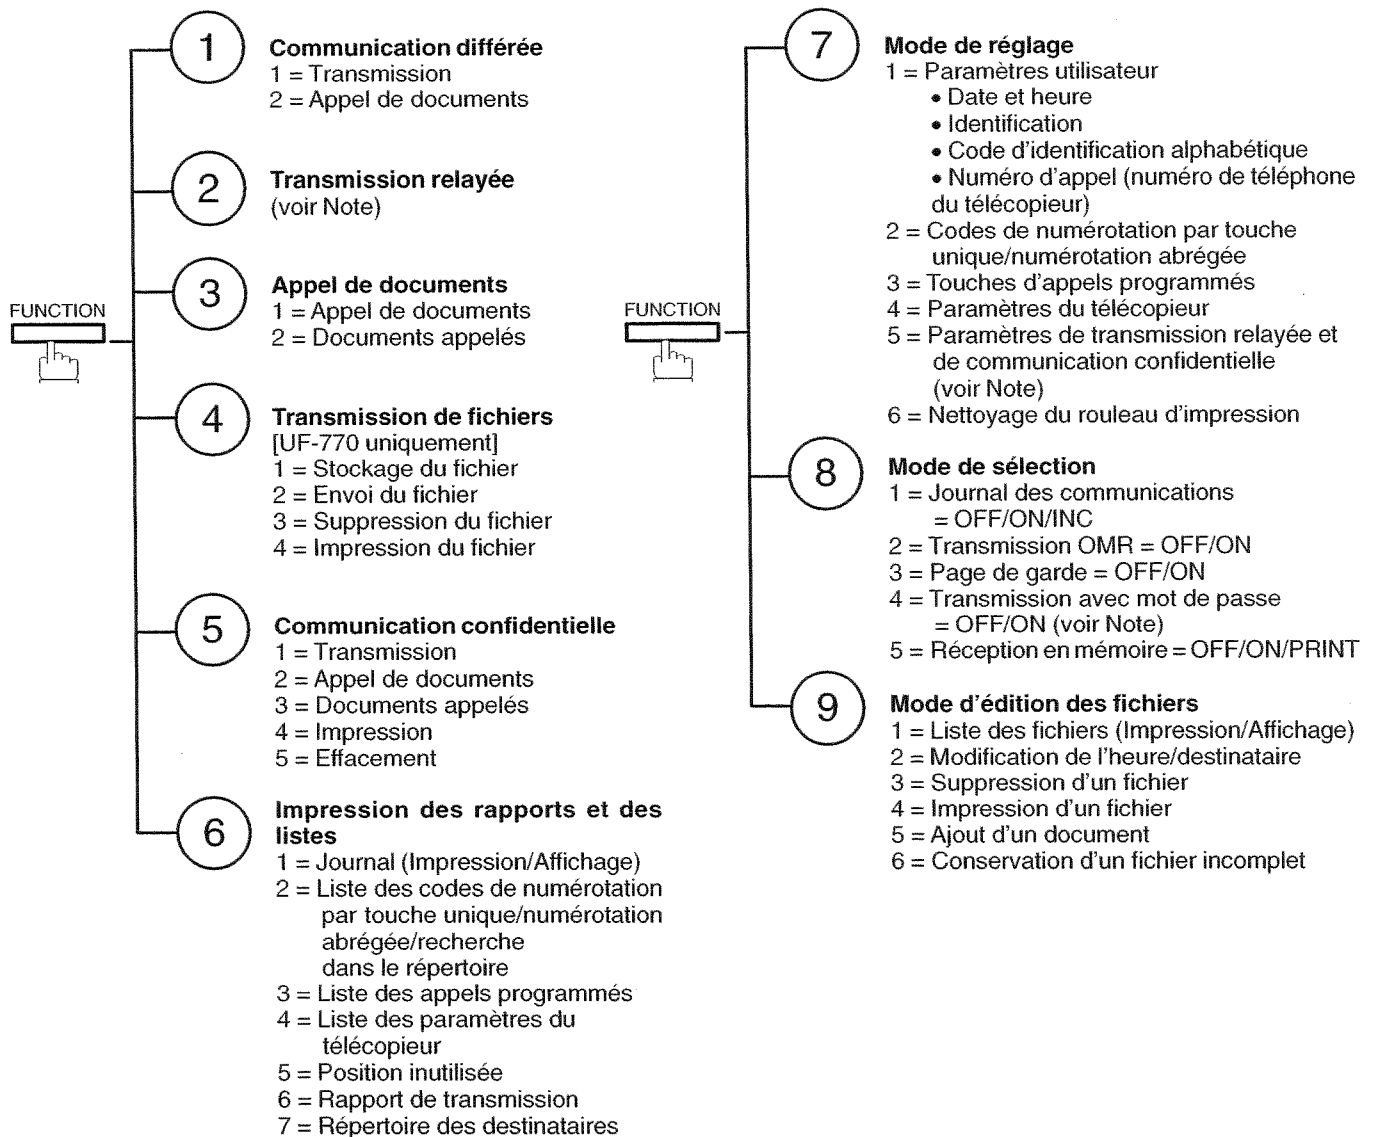 FUNCTION
1
Communication différée
1 = Transmission
2 = Appel de documents
2
Transmission relayée
(voir Note)
3
Appel de documents
1 = Appel de documents
2 = Documents appelés
4
Transmission de fichiers
[UF-770 uniquement]
1 = Stockage du fichier
2 = Envoi du fichier
3 = Suppression du fichier
4 = Impression du fichier
5
Communication confidentielle
1 = Transmission
2 = Appel de documents
3 = Documents appelés
4 = Impression
5 = Effacement
6
Impression des rapports et des
listes
1 = Journal (Impression/Affichage)
2 = Liste des codes de numérotation
par touche unique/numérotation
abrégée/recherche
dans le répertoire
3 = Liste des appels programmés
4 = Liste des paramètres du
télécopieur
5 = Position inutilisée
6 = Rapport de transmission
7 = Répertoire des destinataires
FUNCTION
7
Mode de réglage
1 = Paramètres utilisateur
• Date et heure
• Identification
• Code d'identification alphabétique
• Numéro d'appel (numéro de téléphone
du télécopieur)
2 = Codes de numérotation par touche
unique/numérotation abrégée
3 = Touches d'appels programmés
4 = Paramètres du télécopieur
5 = Paramètres de transmission relayée et
de communication confidentielle
(voir Note)
6 = Nettoyage du rouleau d'impression
8
Mode de sélection
1 = Journal des communications
= OFF/ON/INC
2 = Transmission OMR = OFF/ON
3 = Page de garde = OFF/ON
4 = Transmission avec mot de passe
= OFF/ON (voir Note)
5 = Réception en mémoire = OFF/ON/PRINT
9
Mode d'édition des fichiers
1 = Liste des fichiers (Impression/Affichage)
2 = Modification de l'heure/destinataire
3 = Suppression d'un fichier
4 = Impression d'un fichier
5 = Ajout d'un document
6 = Conservation d'un fichier incomplet